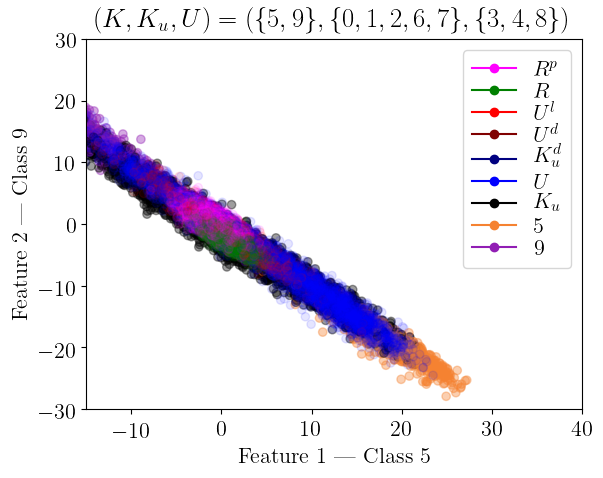 (K, K_u, U) = ({5, 9}, {0, 1, 2, 6, 7}, {3, 4, 8})
30
20
10
0
−10
−20
−30
Feature 2 — Class 9
R^p
R
U^l
U^d
K_u^d
U
K_u
5
9
−10
0
10
20
30
40
Feature 1 — Class 5